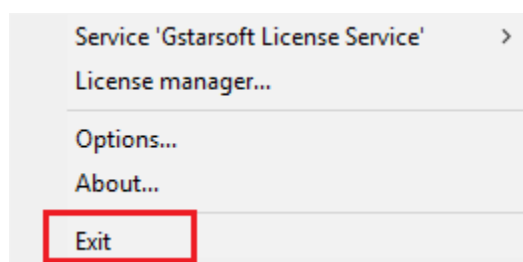 Service 'Gstarsoft License Service' >
License manager...
Options...
About...
Exit